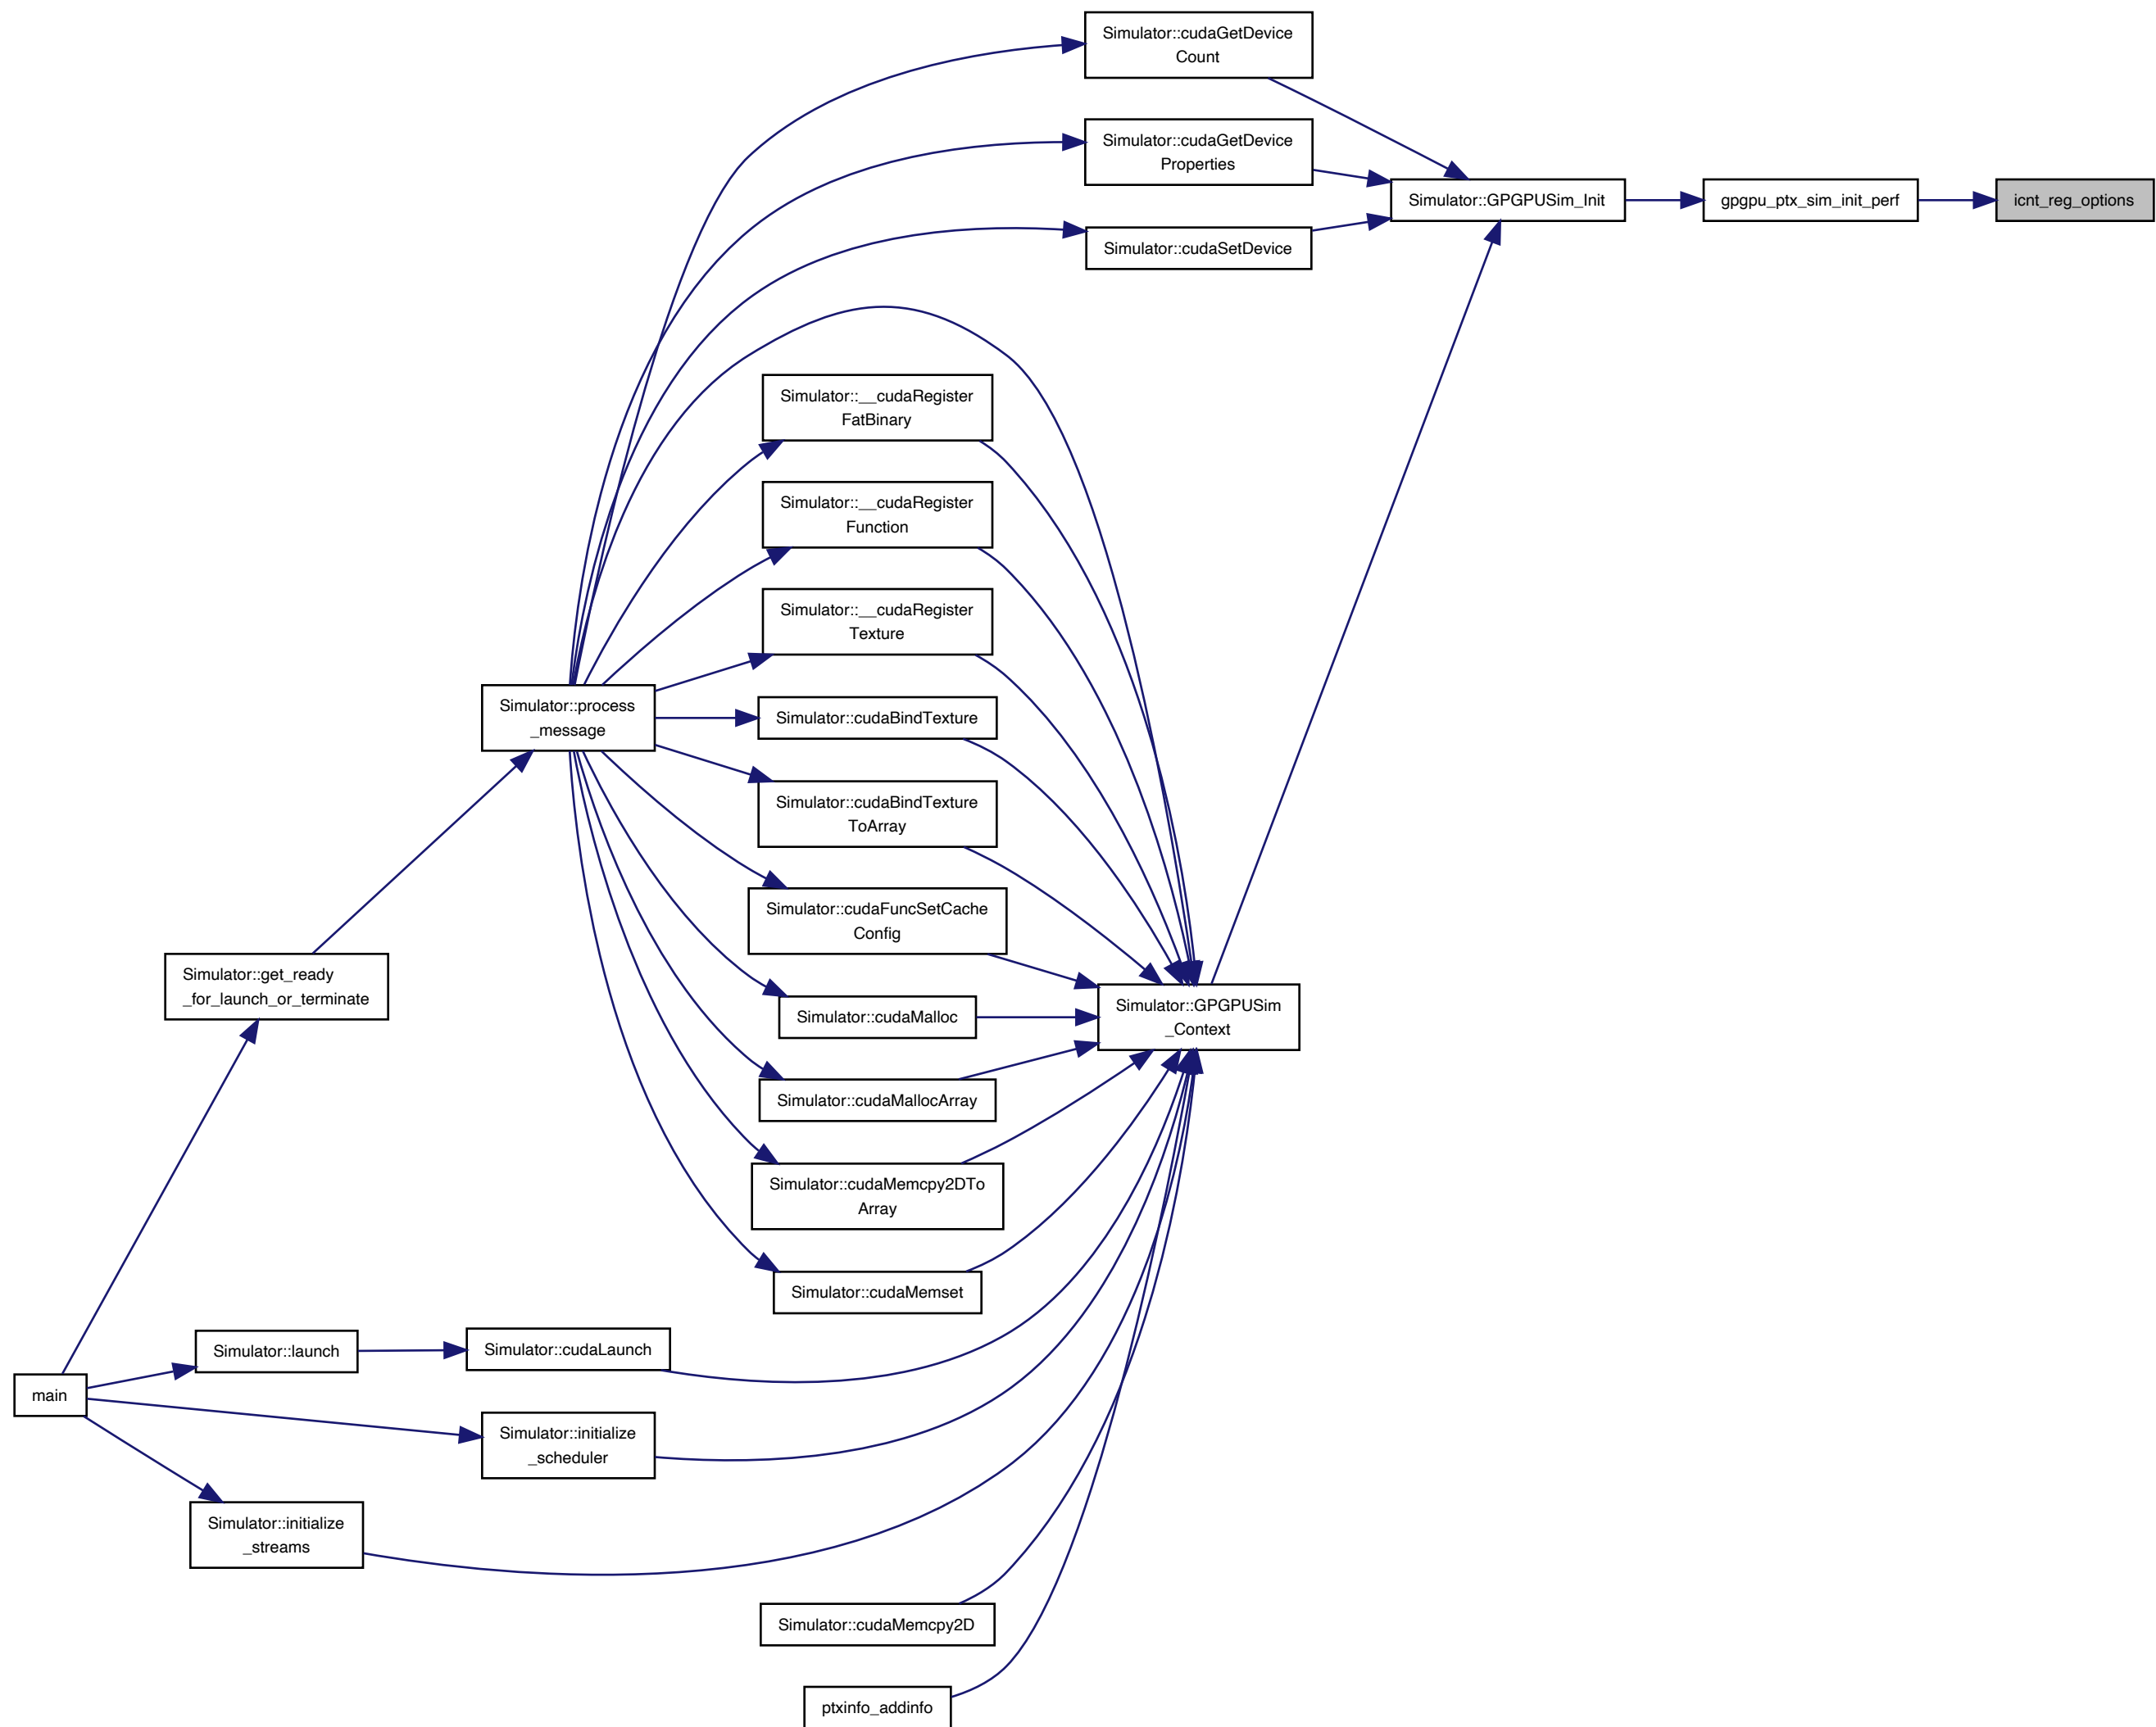 Simulator::cudaGetDevice
Count
Simulator::cudaGetDevice
Properties
Simulator::GPGPUSim_Init
gpgpu_ptx_sim_init_perf
icnt_reg_options
Simulator::cudaSetDevice
Simulator::__cudaRegister
FatBinary
Simulator::__cudaRegister
Function
Simulator::__cudaRegister
Texture
Simulator::process
_message
Simulator::cudaBindTexture
Simulator::cudaBindTexture
ToArray
Simulator::cudaFuncSetCache
Config
Simulator::get_ready
_for_launch_or_terminate
Simulator::cudaMalloc
Simulator::GPGPUSim
_Context
Simulator::cudaMallocArray
Simulator::cudaMemcpy2DTo
Array
Simulator::cudaMemset
Simulator::launch
Simulator::cudaLaunch
main
Simulator::initialize
_scheduler
Simulator::initialize
_streams
Simulator::cudaMemcpy2D
ptxinfo_addinfo